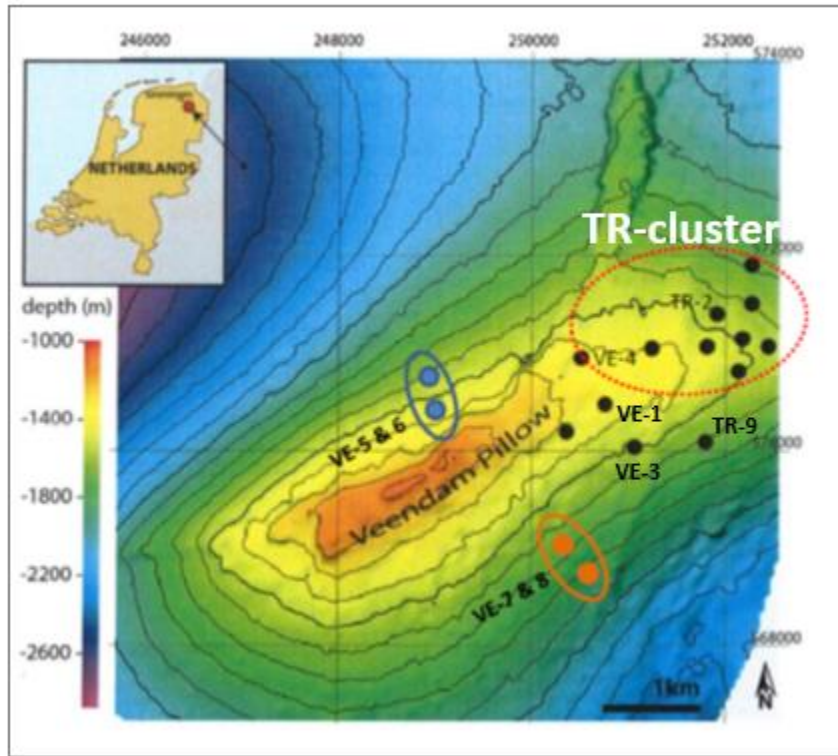 246000 248000 250000 252000 574000
NETHERLANDS
TR-cluster
depth (m)
-1000
-1400
-1800
-2200
-2600
TR-2
VE-4
VE-1
TR-9
VE-5 & 6
VE-3
Veendam Pillow
VE-7 & 8
568000
1km
N